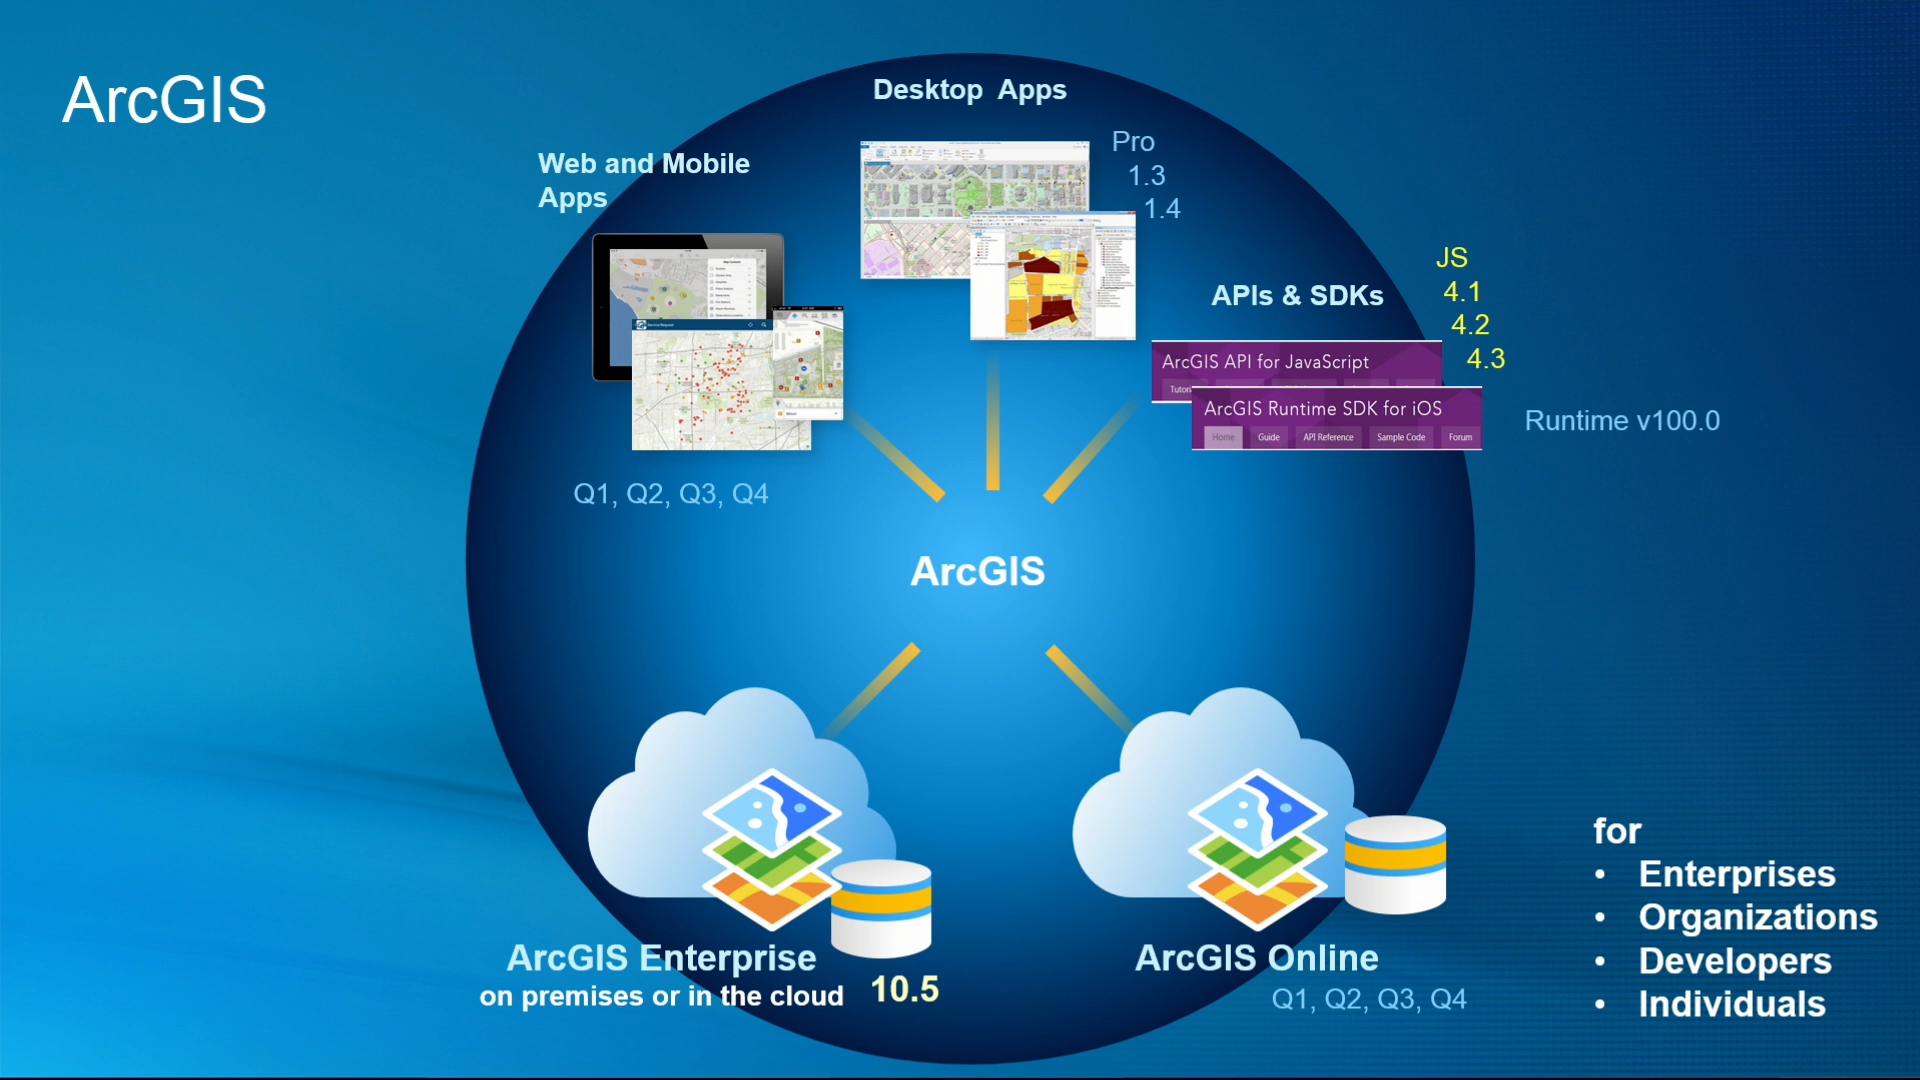 ArcGIS
Desktop Apps
Pro
1.3
1.4
Web and Mobile
Apps
Q1, Q2, Q3, Q4
APIs & SDKs
JS
4.1
4.2
4.3
ArcGIS API for JavaScript
ArcGIS Runtime SDK for iOS
Home Guide API Reference Sample Code Forum
Runtime v100.0
ArcGIS
ArcGIS Enterprise
on premises or in the cloud
10.5
ArcGIS Online
Q1, Q2, Q3, Q4
for
• Enterprises
• Organizations
• Developers
• Individuals